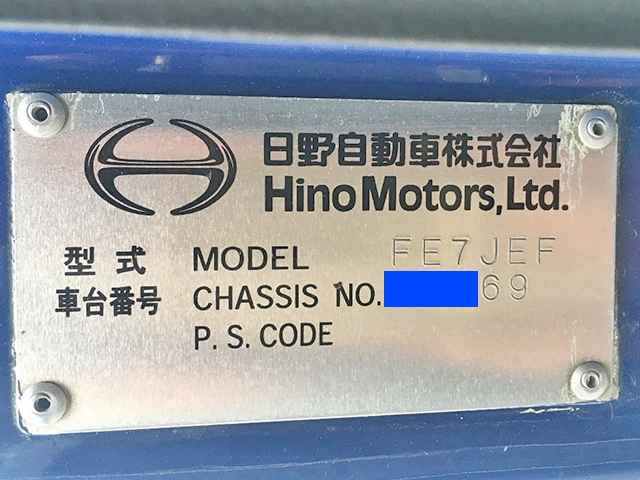 日野自動車株式会社
Hino Motors, Ltd.
型式 MODEL FE7JEF
車台番号 CHASSIS NO. 69
P. S. CODE